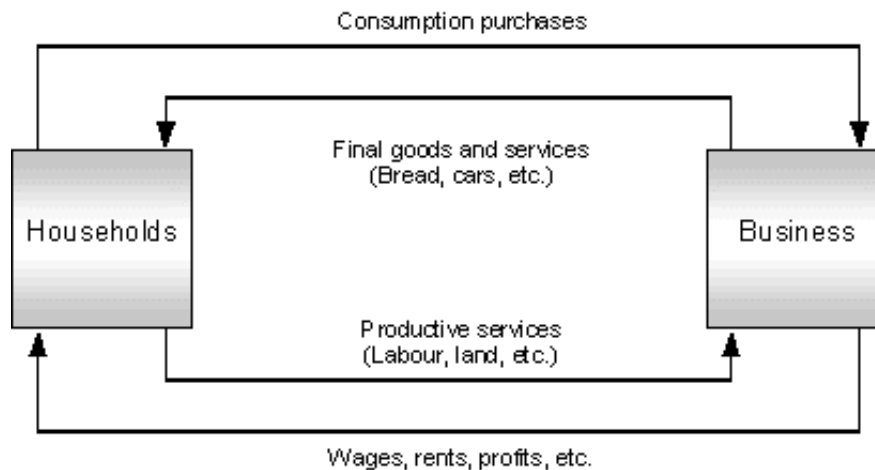 Consumption purchases
Final goods and services
(Bread, cars, etc.)
Households
Business
Productive services
(Labour, land, etc.)
Wages, rents, profits, etc.